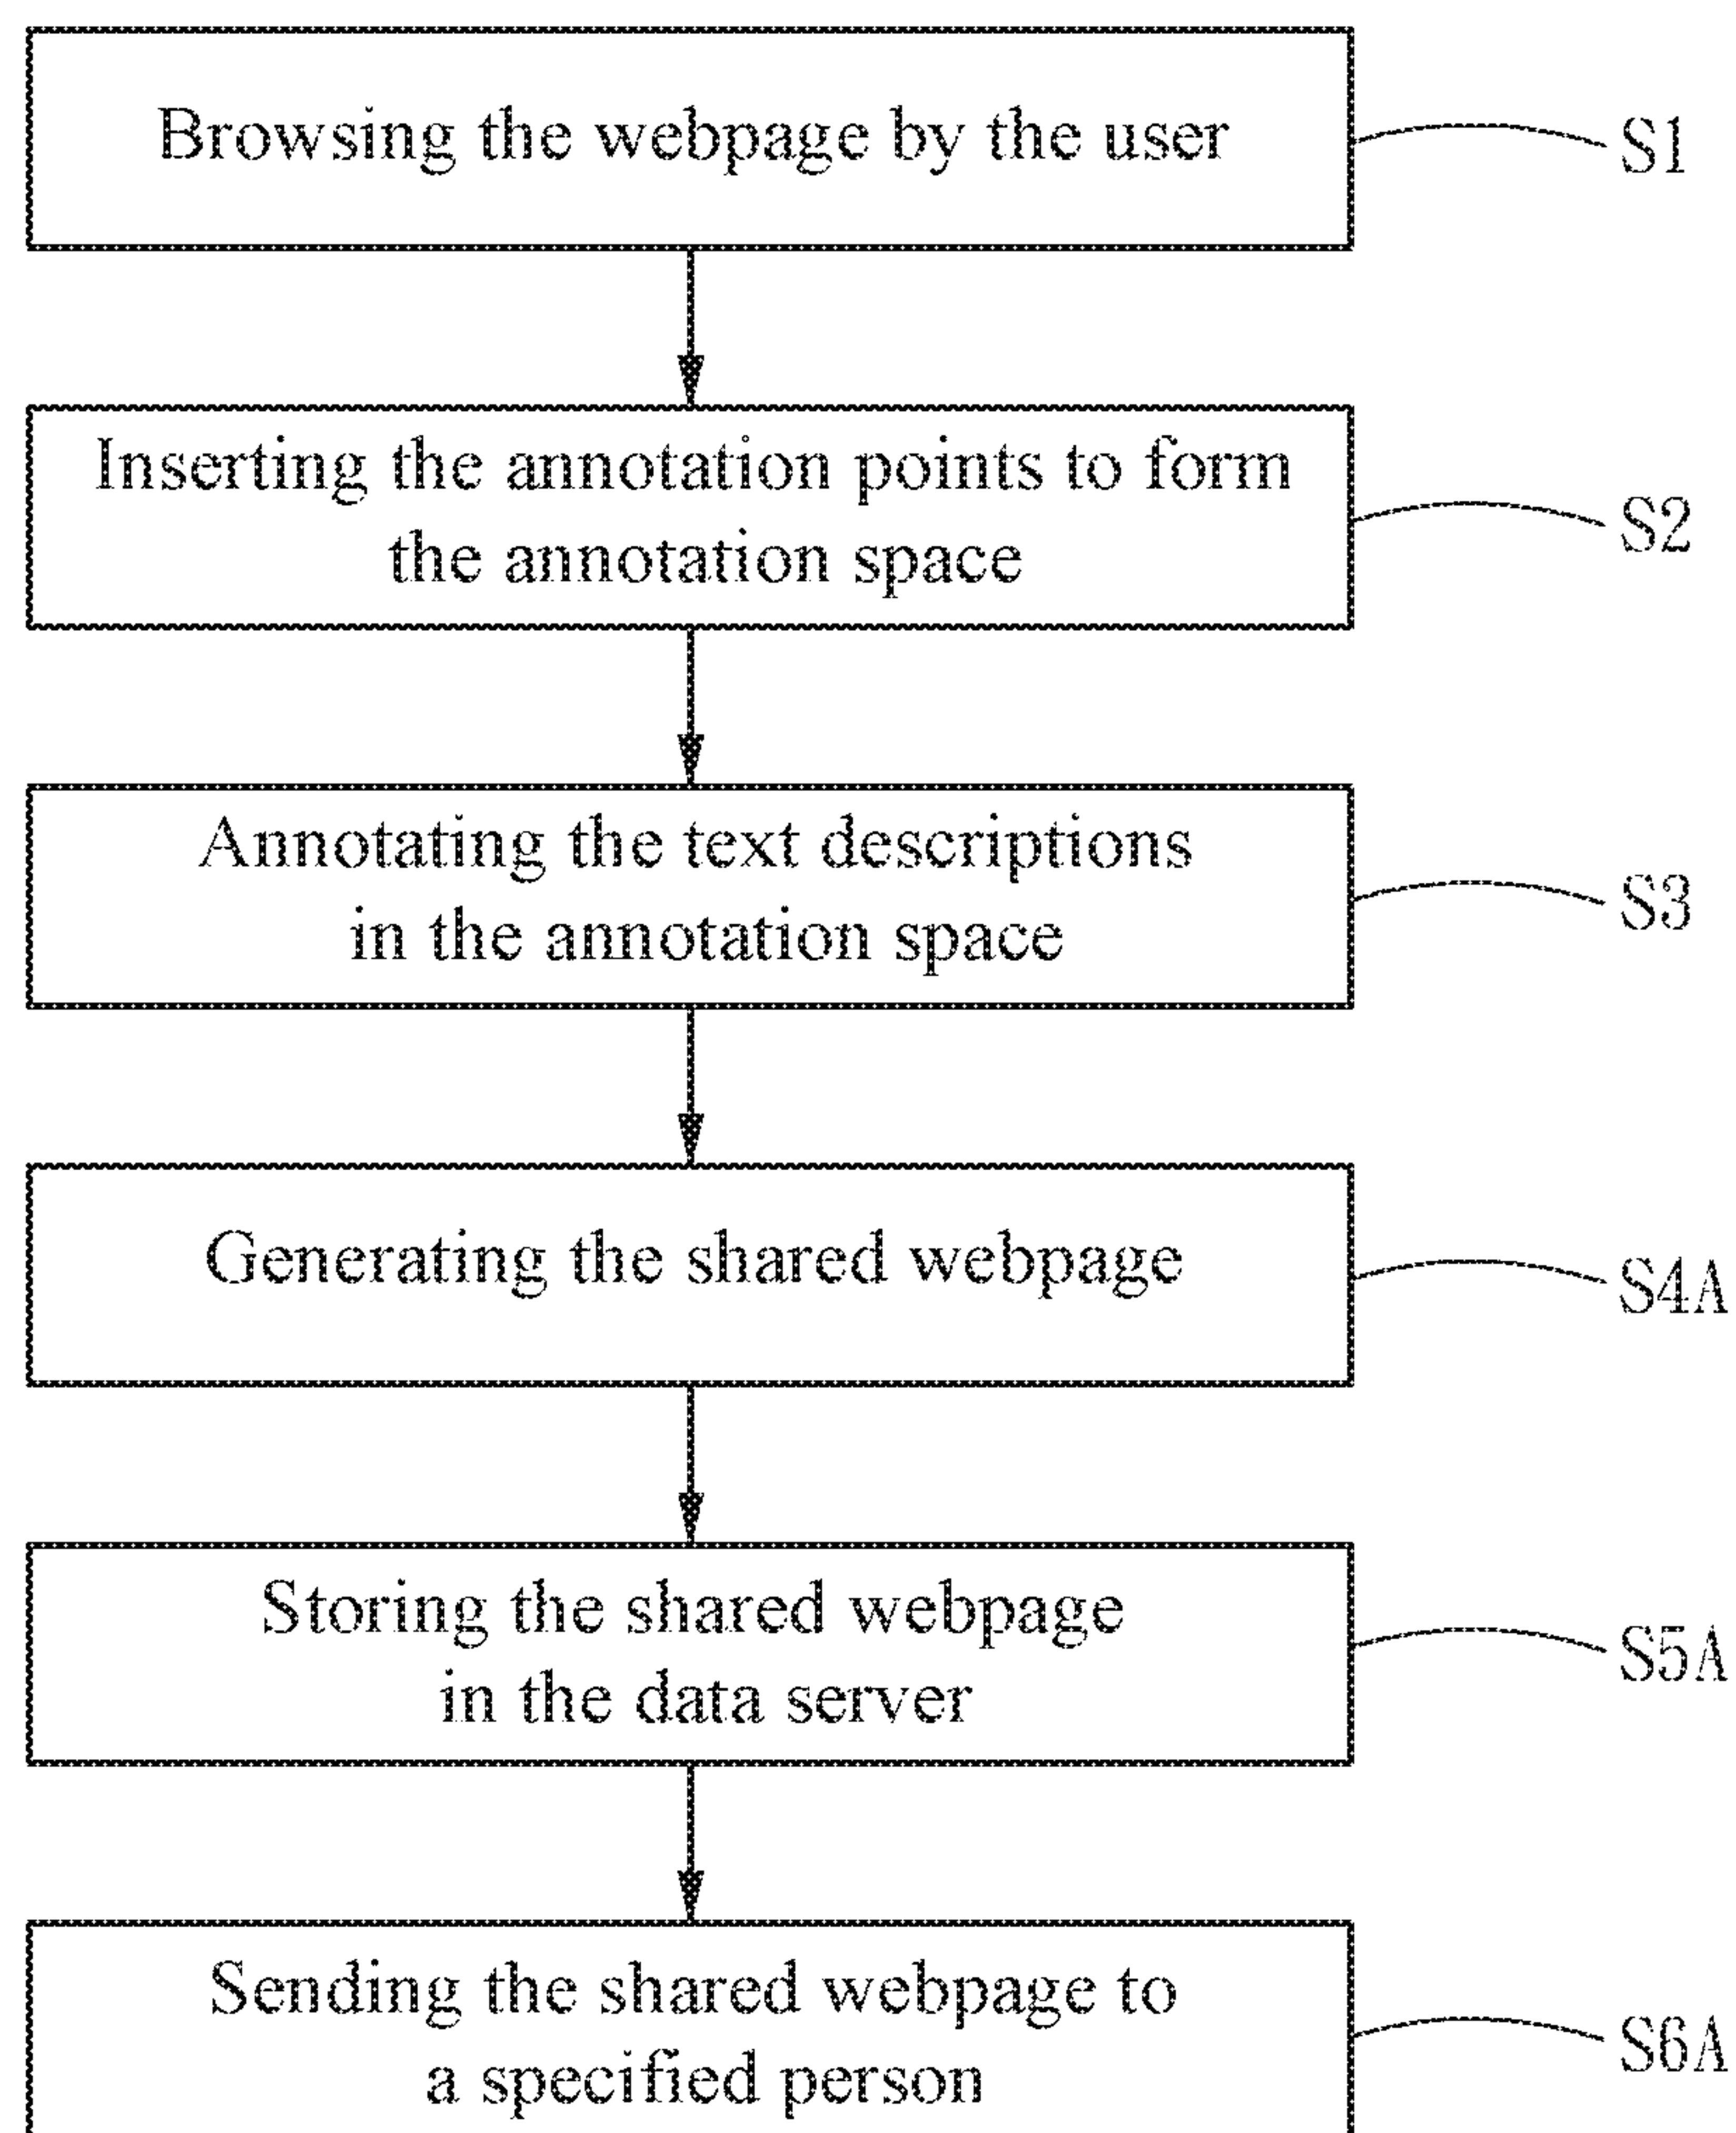 Browsing the webpage by the user
S1
Inserting the annotation points to form
the annotation space
S2
Annotating the text descriptions
in the annotation space
S3
Generating the shared webpage
S4A
Storing the shared webpage
in the data server
S5A
Sending the shared webpage to
a specified person
S6A